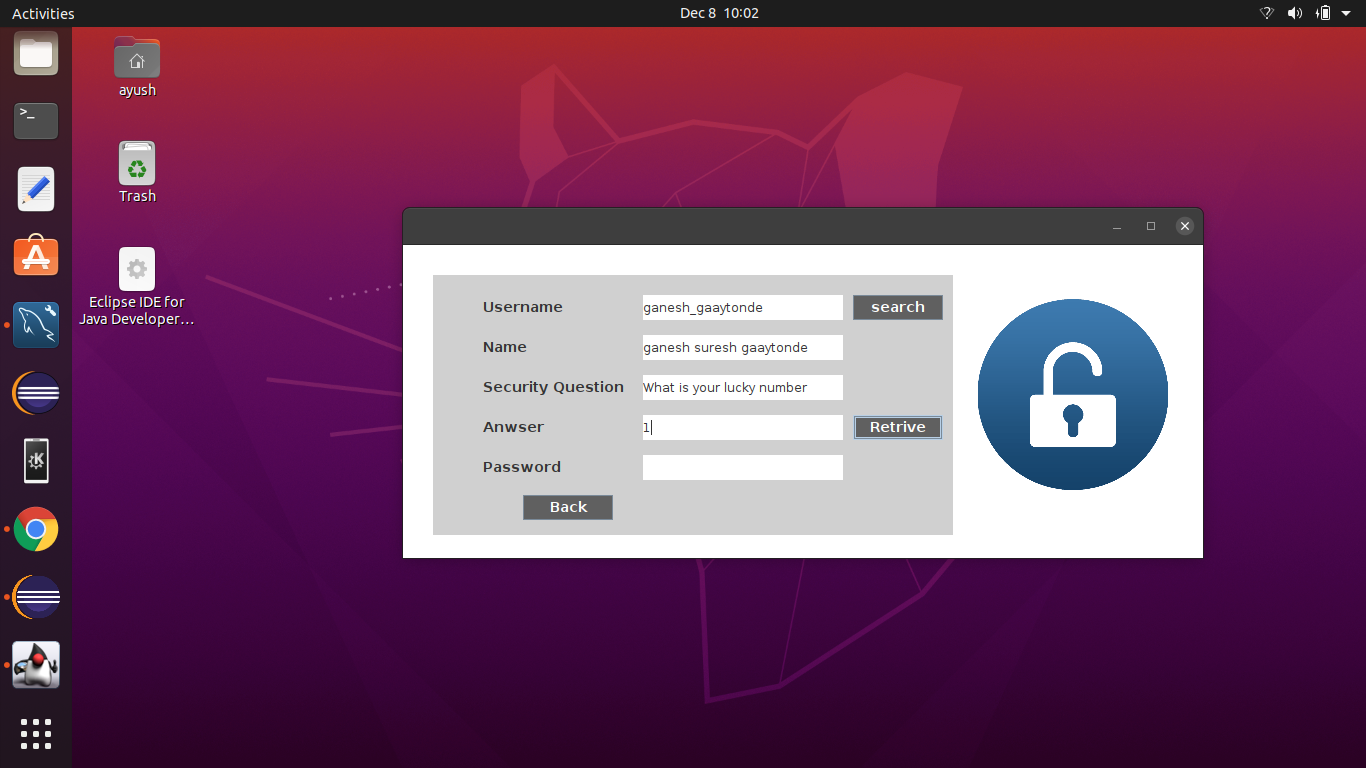 Activities
Dec 8 10:02
ayush
Trash
Eclipse IDE for
Java Developer…
Username
ganesh_gaaytonde
search
Name
ganesh suresh gaaytonde
Security Question
What is your lucky number
Anwser
1
Retrive
Password
Back